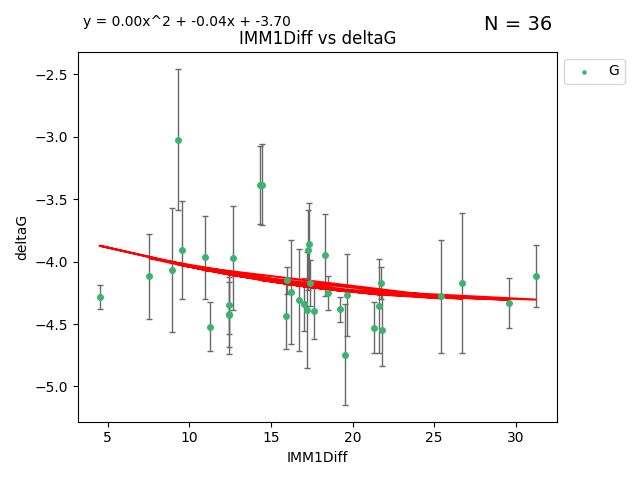 y = 0.00x^2 + -0.04x + -3.70
N = 36
IMM1Diff vs deltaG
G
−2.5
−3.0
−3.5
−4.0
−4.5
−5.0
deltaG
5 10 15 20 25 30
IMM1Diff